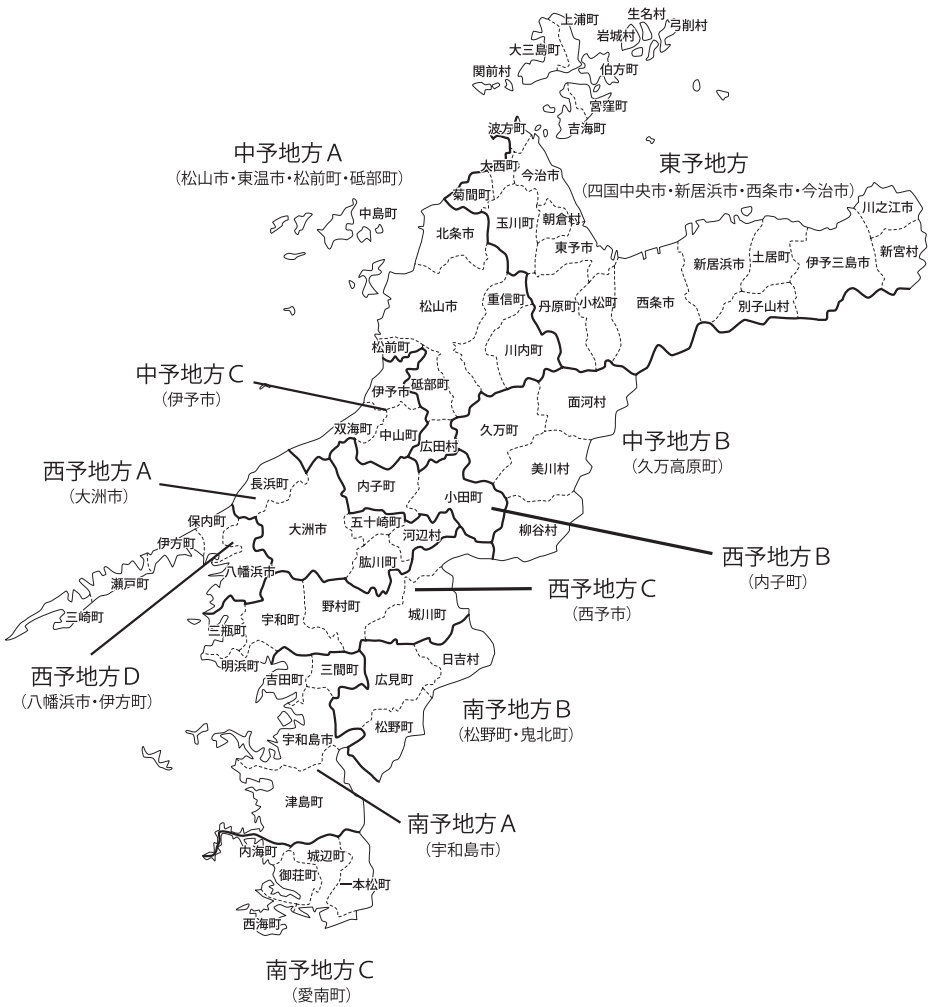 生名村
上浦町
弓削村
岩城村
大三島町
関前村
伯方町
宮窪町
吉海町
波方町
中予地方A
(松山市・東温市・松前町・砥部町)
東予地方
(四国中央市・新居浜市・西条市・今治市)
大西町
今治市
菊間町
中島町
川之江市
玉川町
朝倉村
北条市
東予市
新宮村
土居町
新居浜市
伊予三島市
重信町
丹原町
小松町
西条市
松山市
別子山村
松前町
川内町
中予地方C
(伊予市)
砥部町
伊予市
面河村
双海町
中山町
久万町
広田村
中予地方B
(久万高原町)
西予地方A
(大洲市)
美川村
長浜町
内子町
小田町
保内町
五十崎町
大洲市
柳谷村
河辺村
伊方町
西予地方B
(内子町)
肱川町
八幡浜市
瀬戸町
西予地方C
(西予市)
野村町
三崎町
宇和町
城川町
三瓶町
日吉村
明浜町
三間町
西予地方D
(八幡浜市・伊方町)
吉田町
広見町
南予地方B
(松野町・鬼北町)
松野町
宇和島市
津島町
南予地方A
(宇和島市)
内海町
城辺町
御荘町
一本松町
西海町
南予地方C
(愛南町)